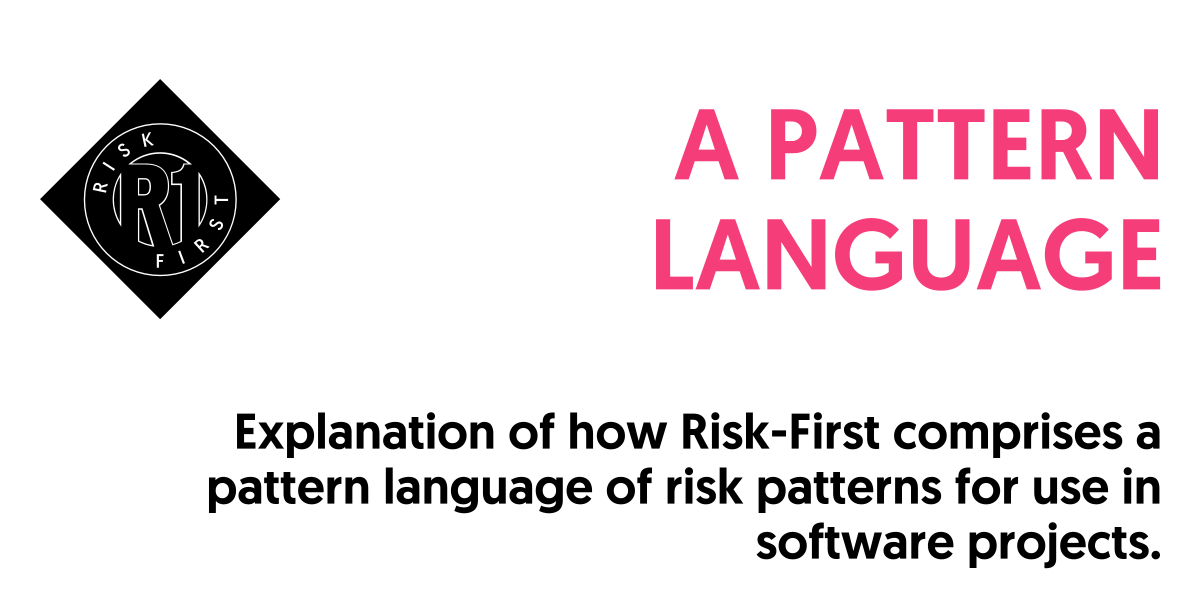 RISK
R1
FIRST
A PATTERN
LANGUAGE
Explanation of how Risk-First comprises a
pattern language of risk patterns for use in
software projects.